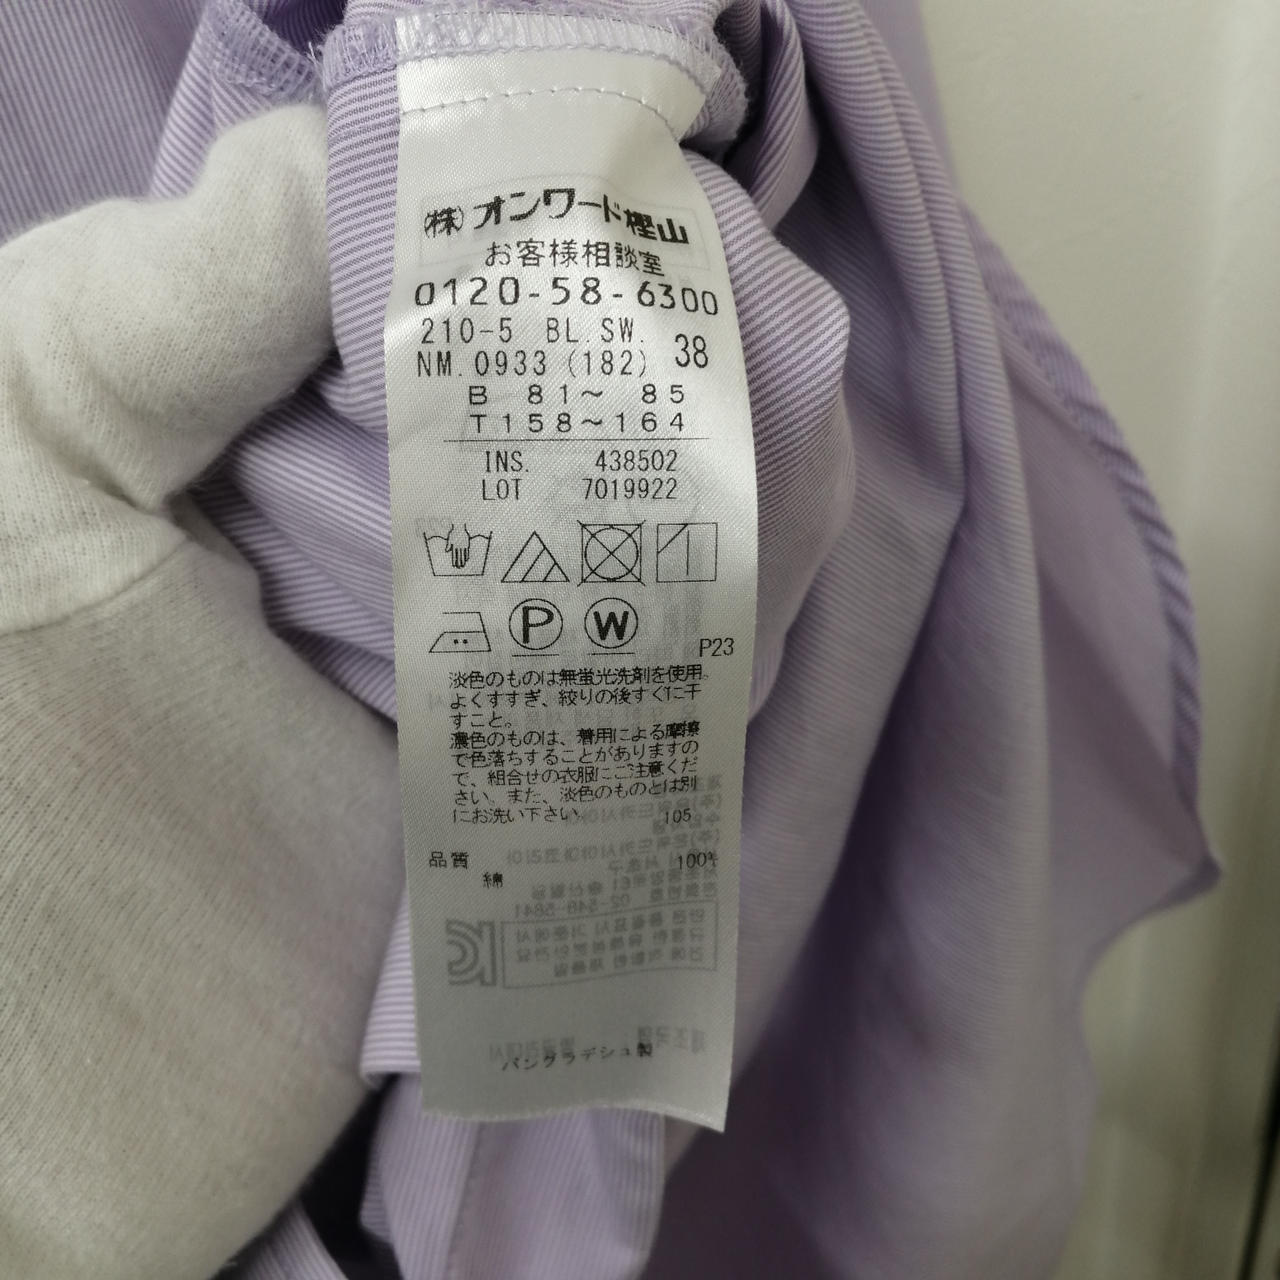 (株)オンワード樫山
お客様相談室
0120-58-6300
210-5 BL.SW.
NM.0933 (182) 38
B 81～ 85
T158～164
INS. 438502
LOT 7019922
P W
P23
淡色のものは無蛍光洗剤を使用。
よくすすぎ、絞りの後すぐに干
すこと。
濃色のものは、着用による摩擦
で色落ちすることがありますの
で、組合せの衣服にご注意くだ
さい。また、淡色のものとは別
にお洗い下さい。 105
品質 100%
綿
バングラデシュ製